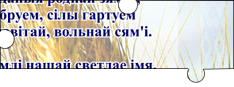 бруем, сілы гартуем
вітай, вольнай сям'і.
млі нашай светлае імя.